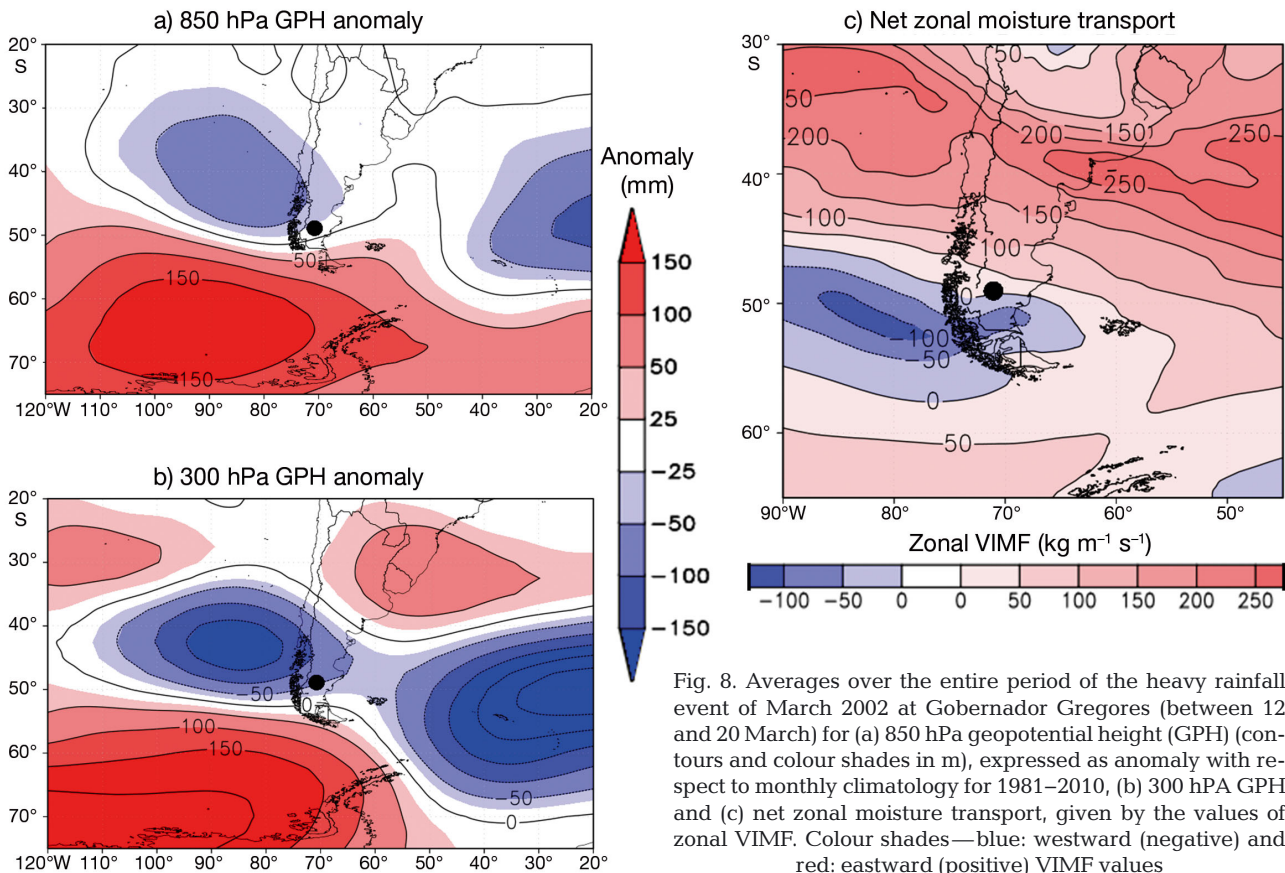 a) 850 hPa GPH anomaly
20°
S
30°
40°
50°
60°
70°
50
150
150
120°W 110° 100° 90° 80° 70° 60° 50° 40° 30° 20°
b) 300 hPa GPH anomaly
20°
S
30°
40°
50°
60°
70°
−50
0
100
150
−50
0
120°W 110° 100° 90° 80° 70° 60° 50° 40° 30° 20°
Anomaly
(mm)
150
100
50
25
−25
−50
−100
−150
c) Net zonal moisture transport
30°
S
40°
50°
60°
50
50
200
200
150
250
250
100
150
100
0
−100
−50
0
50
90°W 80° 70° 60° 50°
Zonal VIMF (kg m⁻¹ s⁻¹)
−100 −50 0 0 50 100 150 200 250
Fig. 8. Averages over the entire period of the heavy rainfall
event of March 2002 at Gobernador Gregores (between 12
and 20 March) for (a) 850 hPa geopotential height (GPH) (con-
tours and colour shades in m), expressed as anomaly with re-
spect to monthly climatology for 1981–2010, (b) 300 hPA GPH
and (c) net zonal moisture transport, given by the values of
zonal VIMF. Colour shades—blue: westward (negative) and
red: eastward (positive) VIMF values